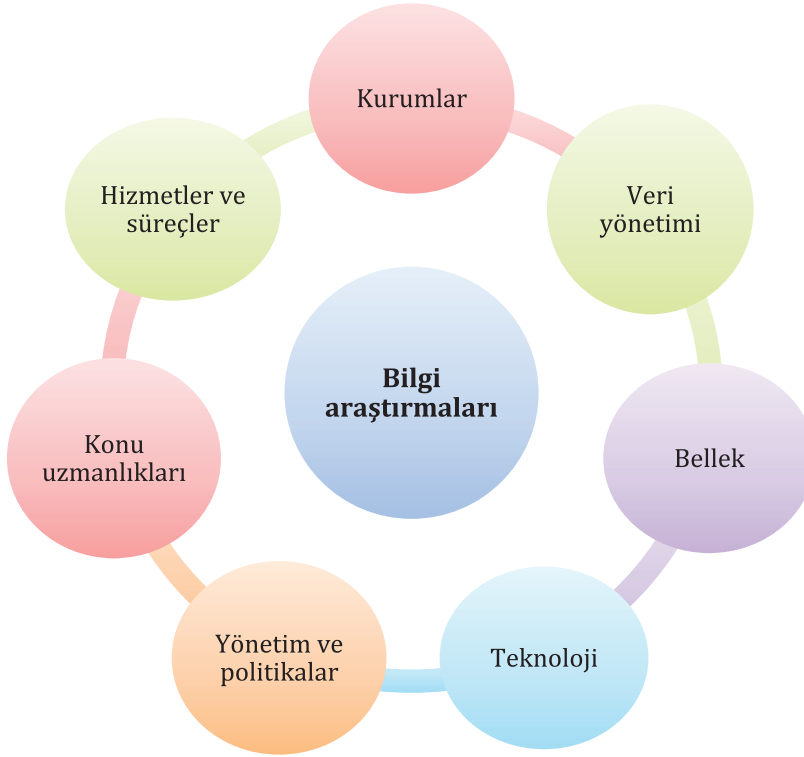 Kurumlar
Veri
yönetimi
Bellek
Teknoloji
Yönetim ve
politikalar
Konu
uzmanlıkları
Hizmetler ve
süreçler
Bilgi
araştırmaları